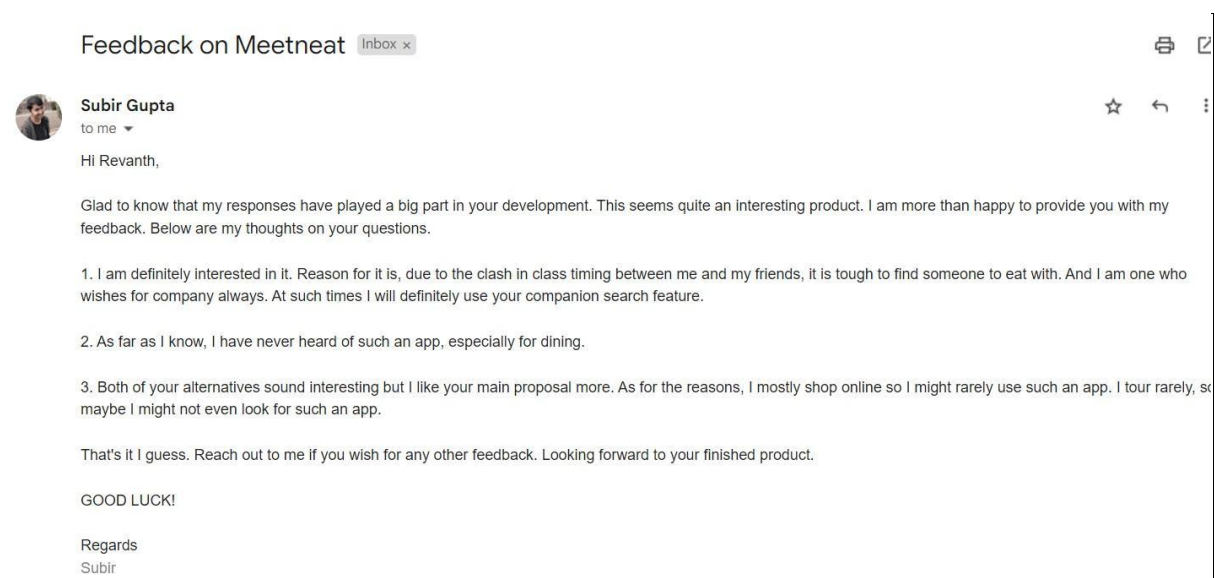 Feedback on Meetneat Inbox ×
Subir Gupta
to me
Hi Revanth,
Glad to know that my responses have played a big part in your development. This seems quite an interesting product. I am more than happy to provide you with my
feedback. Below are my thoughts on your questions.
1. I am definitely interested in it. Reason for it is, due to the clash in class timing between me and my friends, it is tough to find someone to eat with. And I am one who
wishes for company always. At such times I will definitely use your companion search feature.
2. As far as I know, I have never heard of such an app, especially for dining.
3. Both of your alternatives sound interesting but I like your main proposal more. As for the reasons, I mostly shop online so I might rarely use such an app. I tour rarely,
maybe I might not even look for such an app.
That's it I guess. Reach out to me if you wish for any other feedback. Looking forward to your finished product.
GOOD LUCK!
Regards
Subir